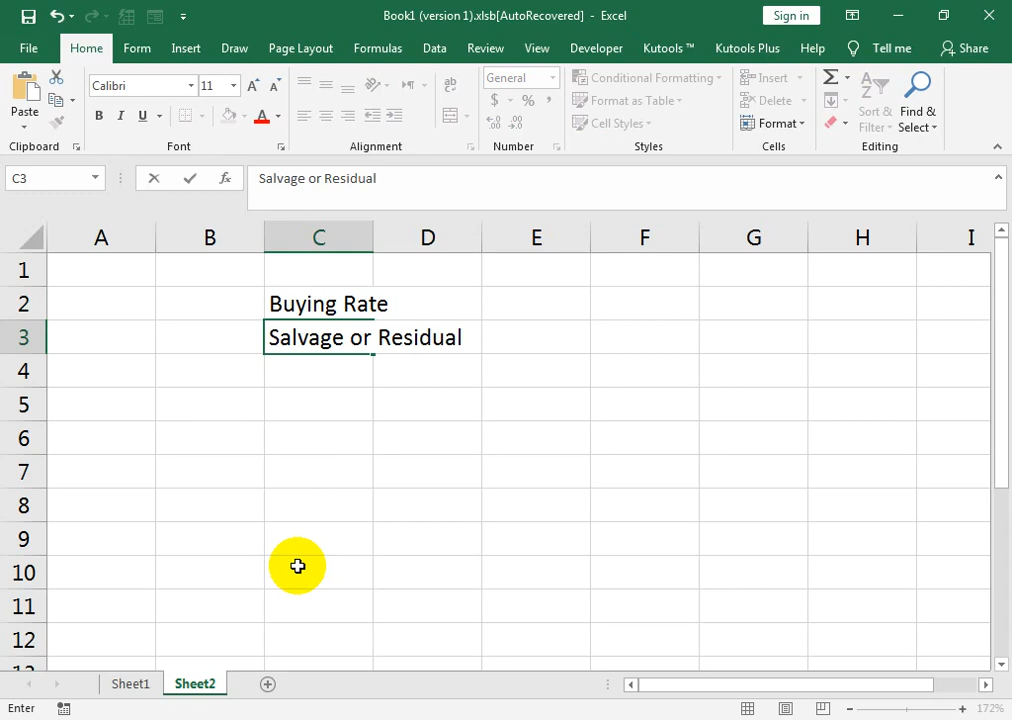 Book1 (version 1).xlsb[AutoRecovered] - Excel
Sign in
File Home Form Insert Draw Page Layout Formulas Data Review View Developer Kutools ™ Kutools Plus Help Tell me Share
Paste
Calibri 11
B I U
A A
A
ab
General
$ % ,
Conditional Formatting
Format as Table
Cell Styles
Insert
Delete
Format
Sort & Filter
Find & Select
Clipboard Font Alignment Number Styles Cells Editing
C3
fx
Salvage or Residual
A B C D E F G H I
1
2 Buying Rate
3 Salvage or Residual
4
5
6
7
8
9
10
11
12
13
Sheet1 Sheet2
Enter
172%